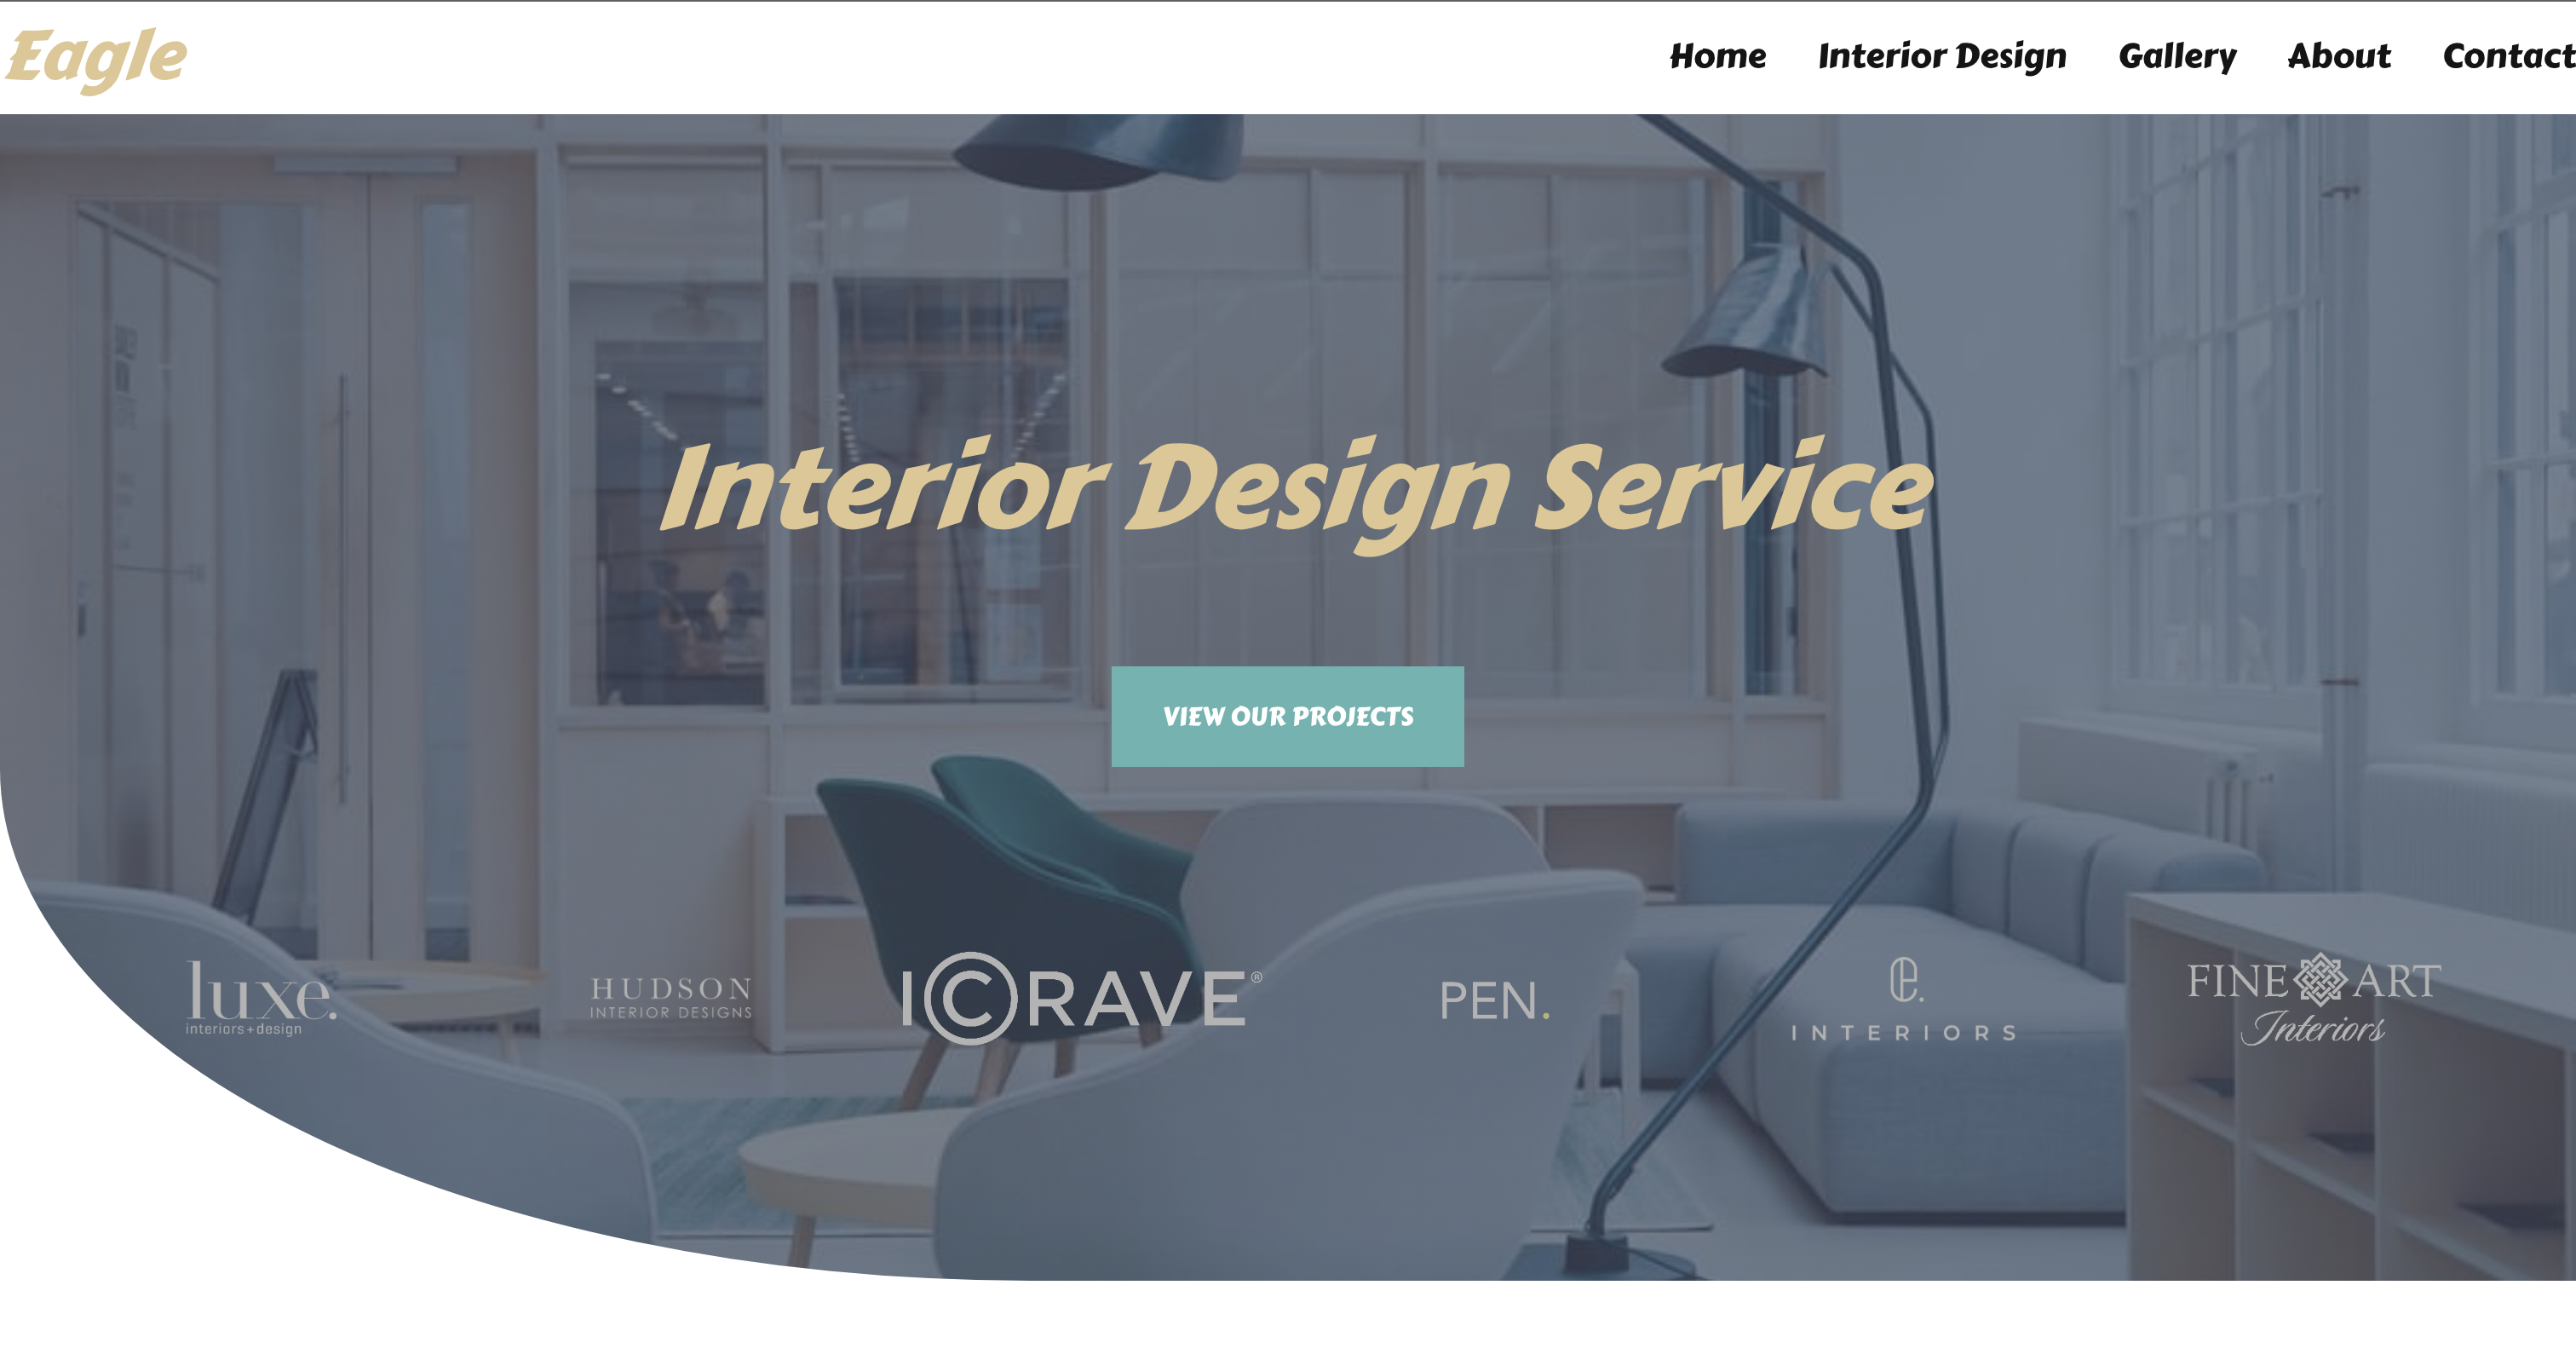 Eagle
Home Interior Design Gallery About Contact
Interior Design Service
VIEW OUR PROJECTS
luxe.
interiors+design
HUDSON
INTERIOR DESIGNS
ICRAVE®
PEN.
e.
INTERIORS
FINE ART
Interiors